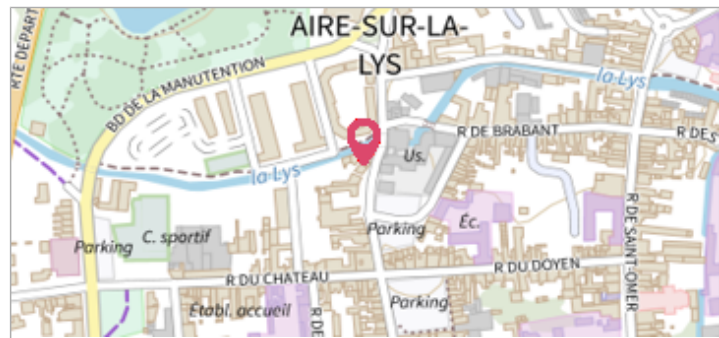 AIRE-SUR-LA-
LYS
RTE DEPART
BD DE LA MANUTENTION
la Lys
R DE BRABANT
R DES
Us.
la Lys
Éc.
R DE SAINT-OMER
C. sportif
Parking
Parking
R DU CHATEAU
R DU DOYEN
Établ. accueil
R DE
Parking